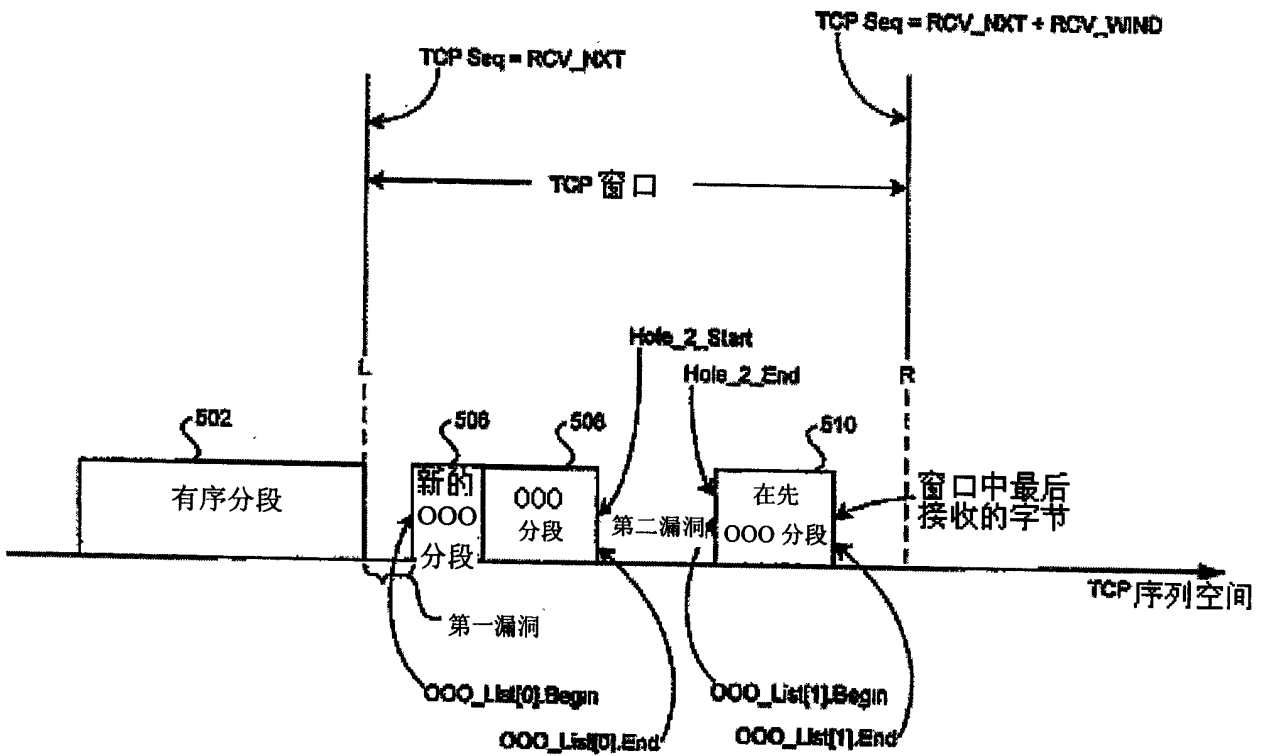 TCP Seq = RCV_NXT + RCV_WIND
TCP Seq = RCV_NXT
TCP 窗口
Hole_2_Start
Hole_2_End
L
R
502
506
508
510
有序分段
新的
OOO
分段
OOO
分段
第二漏洞
在先
OOO 分段
窗口中最后
接收的字节
TCP 序列空间
第一漏洞
OOO_List[0].Begin
OOO_List[1].Begin
OOO_List[0].End
OOO_List[1].End